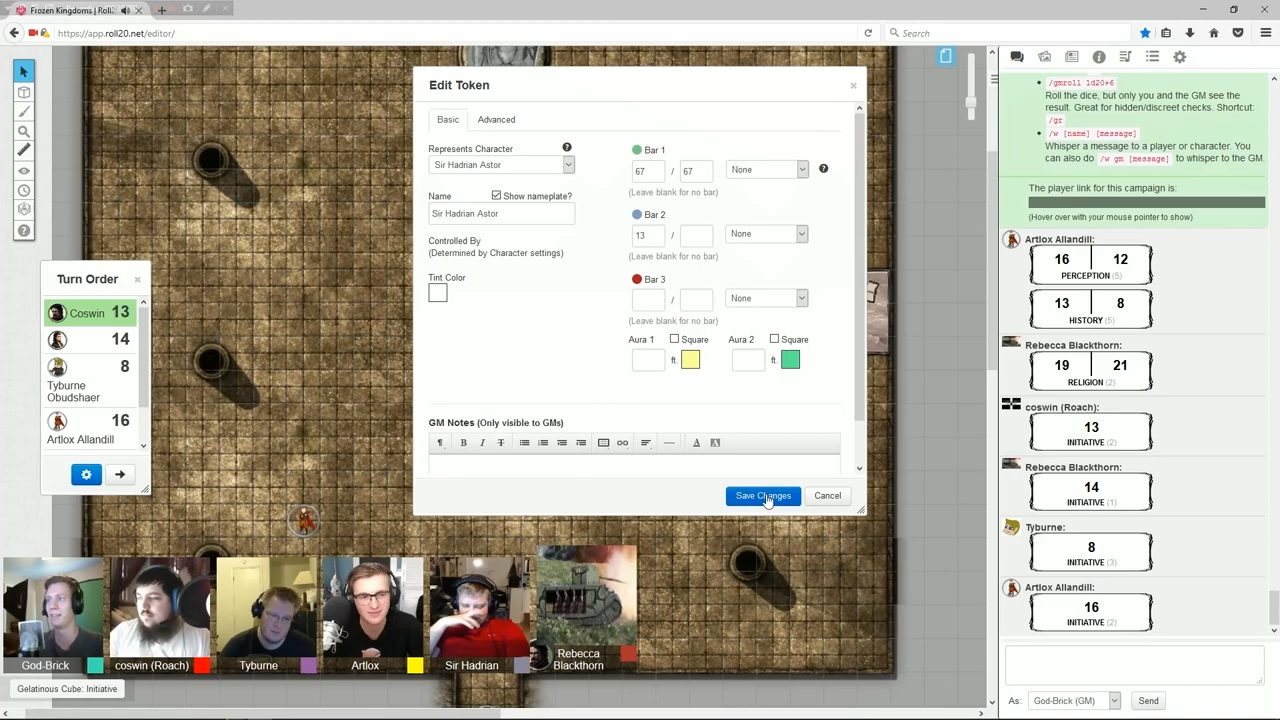 Frozen Kingdoms | Roll2
https://app.roll20.net/editor/
Search
Edit Token
Basic
Advanced
Represents Character
Sir Hadrian Astor
Name
Show nameplate?
Sir Hadrian Astor
Controlled By
(Determined by Character settings)
Tint Color
Bar 1
67 / 67
None
(Leave blank for no bar)
Bar 2
13 /
None
(Leave blank for no bar)
Bar 3
/
None
(Leave blank for no bar)
Aura 1
Square
Aura 2
Square
ft.
ft.
GM Notes (Only visible to GMs)
Save Changes
Cancel
Turn Order
Coswin 13
14
8
Tyburne
Obudshaer
16
Artlox Allandill
God-Brick
coswin (Roach)
Tyburne
Artlox
Sir Hadrian
Rebecca
Blackthorn
Gelatinous Cube: Initiative
/gmroll 1d20+6
Roll the dice, but only you and the GM see the
result. Great for hidden/discreet checks. Shortcut:
/gr
/w [name] [message]
Whisper a message to a player or character. You
can also do /w gm [message] to whisper to the GM.
The player link for this campaign is:
(Hover over with your mouse pointer to show)
Artlox Allandill:
16 12
PERCEPTION (5)
13 8
HISTORY (5)
Rebecca Blackthorn:
19 21
RELIGION (2)
coswin (Roach):
13
INITIATIVE (2)
Rebecca Blackthorn:
14
INITIATIVE (1)
Tyburne:
8
INITIATIVE (3)
Artlox Allandill:
16
INITIATIVE (2)
As:
God-Brick (GM)
Send